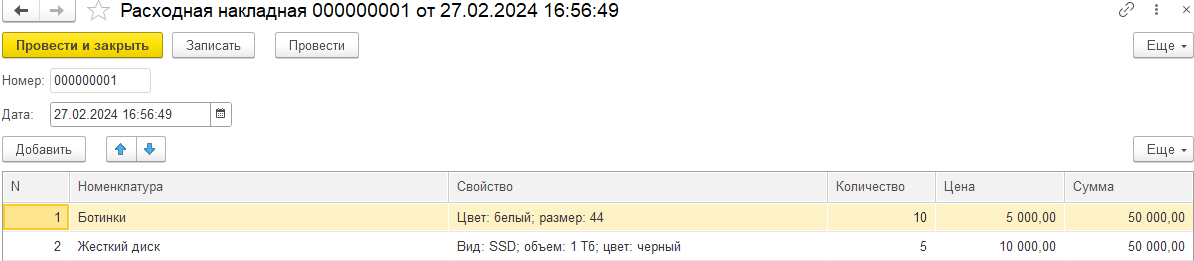 Расходная накладная 000000001 от 27.02.2024 16:56:49
Провести и закрыть Записать Провести Еще
Номер: 000000001
Дата: 27.02.2024 16:56:49
Добавить Еще
N Номенклатура Свойство Количество Цена Сумма
1 Ботинки Цвет: белый; размер: 44 10 5 000,00 50 000,00
2 Жесткий диск Вид: SSD; объем: 1 Тб; цвет: черный 5 10 000,00 50 000,00